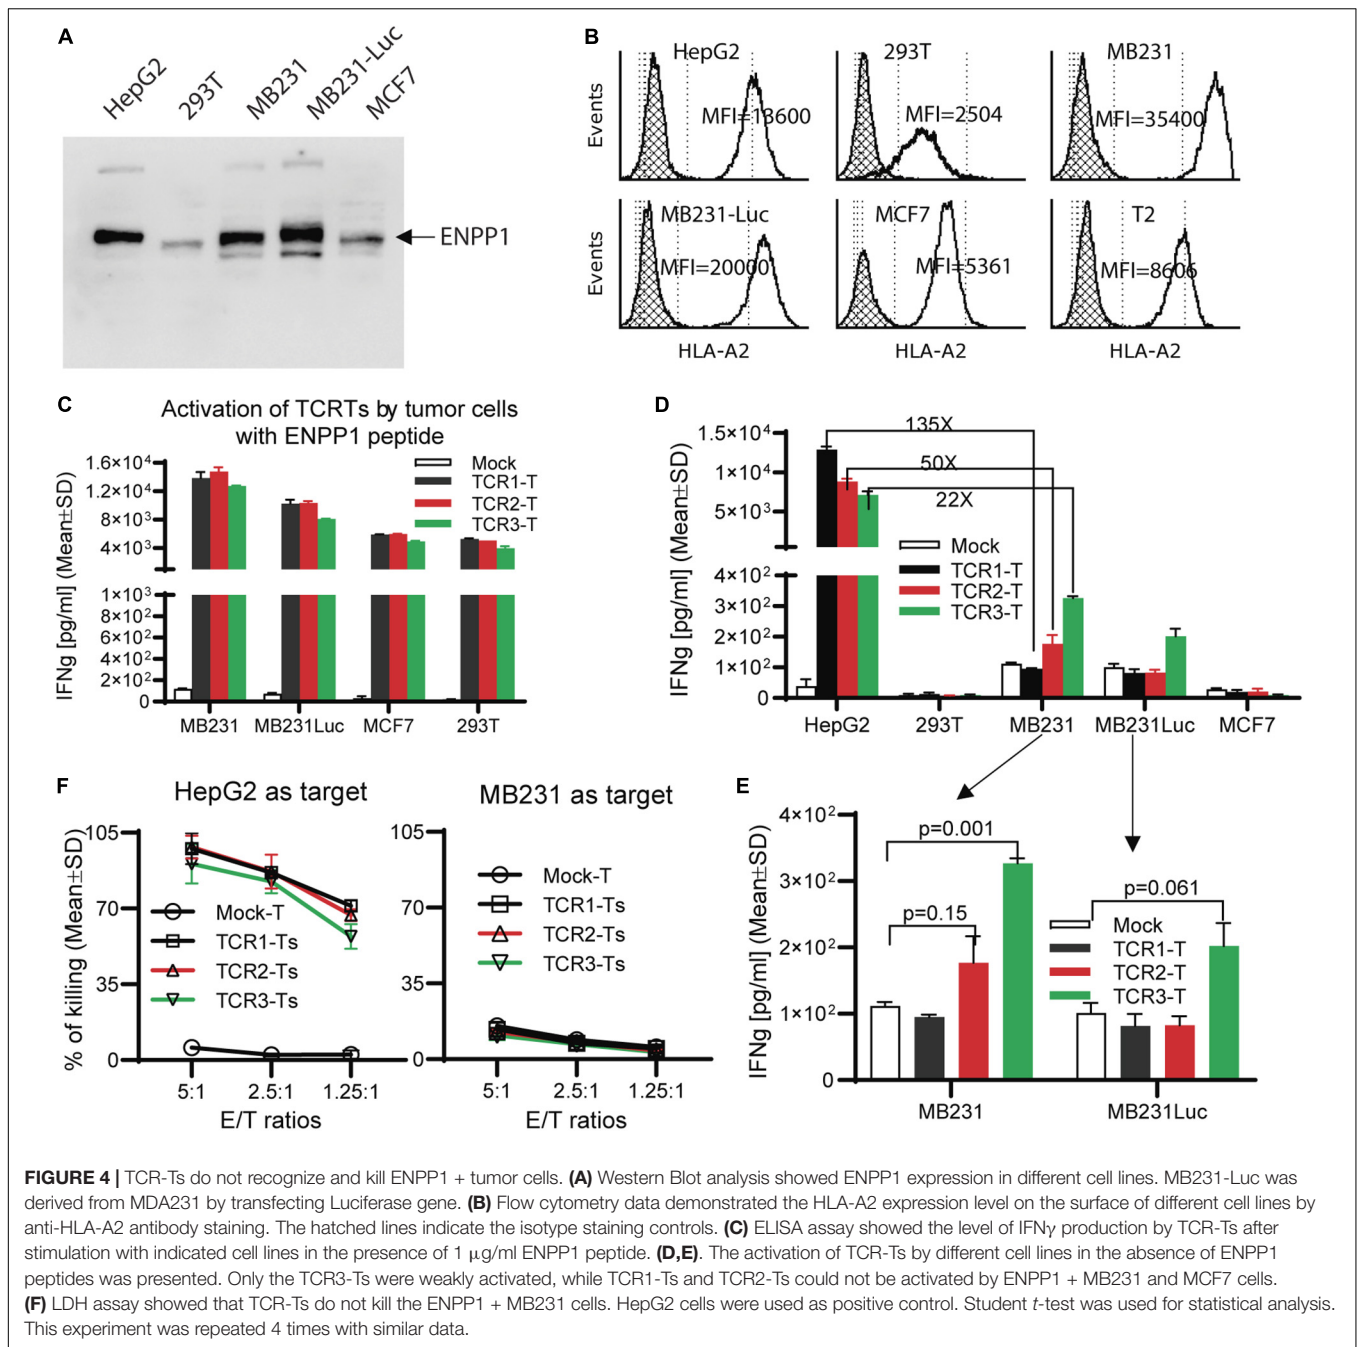 A
HepG2
293T
MB231
MB231-Luc
MCF7
ENPP1
B
HepG2
MFI=13600
293T
MFI=2504
MB231
MFI=35400
Events
MB231-Luc
MFI=20000
MCF7
MFI=5361
T2
MFI=8606
Events
HLA-A2
HLA-A2
HLA-A2
C
Activation of TCRTs by tumor cells
with ENPP1 peptide
IFNg [pg/ml] (Mean±SD)
1.6×10⁴
1.2×10⁴
8×10³
4×10³
1×10³
8×10²
6×10²
4×10²
2×10²
0
Mock
TCR1-T
TCR2-T
TCR3-T
MB231
MB231Luc
MCF7
293T
D
IFNg [pg/ml] (Mean±SD)
1.5×10⁴
1×10⁴
5×10³
4×10²
3×10²
2×10²
1×10²
0
135X
50X
22X
Mock
TCR1-T
TCR2-T
TCR3-T
HepG2
293T
MB231
MB231Luc
MCF7
F
HepG2 as target
% of killing (Mean±SD)
105
70
35
0
Mock-T
TCR1-Ts
TCR2-Ts
TCR3-Ts
5:1
2.5:1
1.25:1
E/T ratios
MB231 as target
105
70
35
0
Mock-T
TCR1-Ts
TCR2-Ts
TCR3-Ts
5:1
2.5:1
1.25:1
E/T ratios
E
IFNg [pg/ml] (Mean±SD)
4×10²
3×10²
2×10²
1×10²
0
p=0.001
p=0.15
p=0.061
Mock
TCR1-T
TCR2-T
TCR3-T
MB231
MB231Luc
FIGURE 4 | TCR-Ts do not recognize and kill ENPP1 + tumor cells. (A) Western Blot analysis showed ENPP1 expression in different cell lines. MB231-Luc was
derived from MDA231 by transfecting Luciferase gene. (B) Flow cytometry data demonstrated the HLA-A2 expression level on the surface of different cell lines by
anti-HLA-A2 antibody staining. The hatched lines indicate the isotype staining controls. (C) ELISA assay showed the level of IFNγ production by TCR-Ts after
stimulation with indicated cell lines in the presence of 1 μg/ml ENPP1 peptide. (D,E). The activation of TCR-Ts by different cell lines in the absence of ENPP1
peptides was presented. Only the TCR3-Ts were weakly activated, while TCR1-Ts and TCR2-Ts could not be activated by ENPP1 + MB231 and MCF7 cells.
(F) LDH assay showed that TCR-Ts do not kill the ENPP1 + MB231 cells. HepG2 cells were used as positive control. Student t-test was used for statistical analysis.
This experiment was repeated 4 times with similar data.